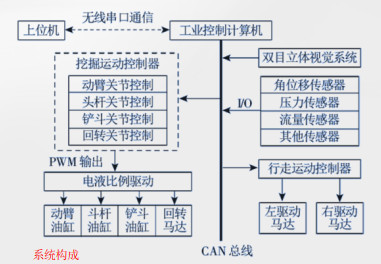 无线串口通信
上位机
工业控制计算机
双目立体视觉系统
挖掘运动控制器
动臂关节控制
头杆关节控制
铲斗关节控制
回转关节控制
角位移传感器
压力传感器
流量传感器
其他传感器
I/O
PWM 输出
电液比例驱动
行走运动控制器
动臂
油缸
斗杆
油缸
铲斗
油缸
回转
马达
左驱动
马达
右驱动
马达
CAN 总线
系统构成